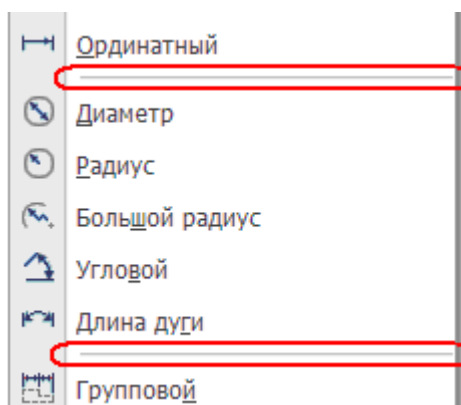 Ординатный
Диаметр
Радиус
Большой радиус
Угловой
Длина дуги
Групповой